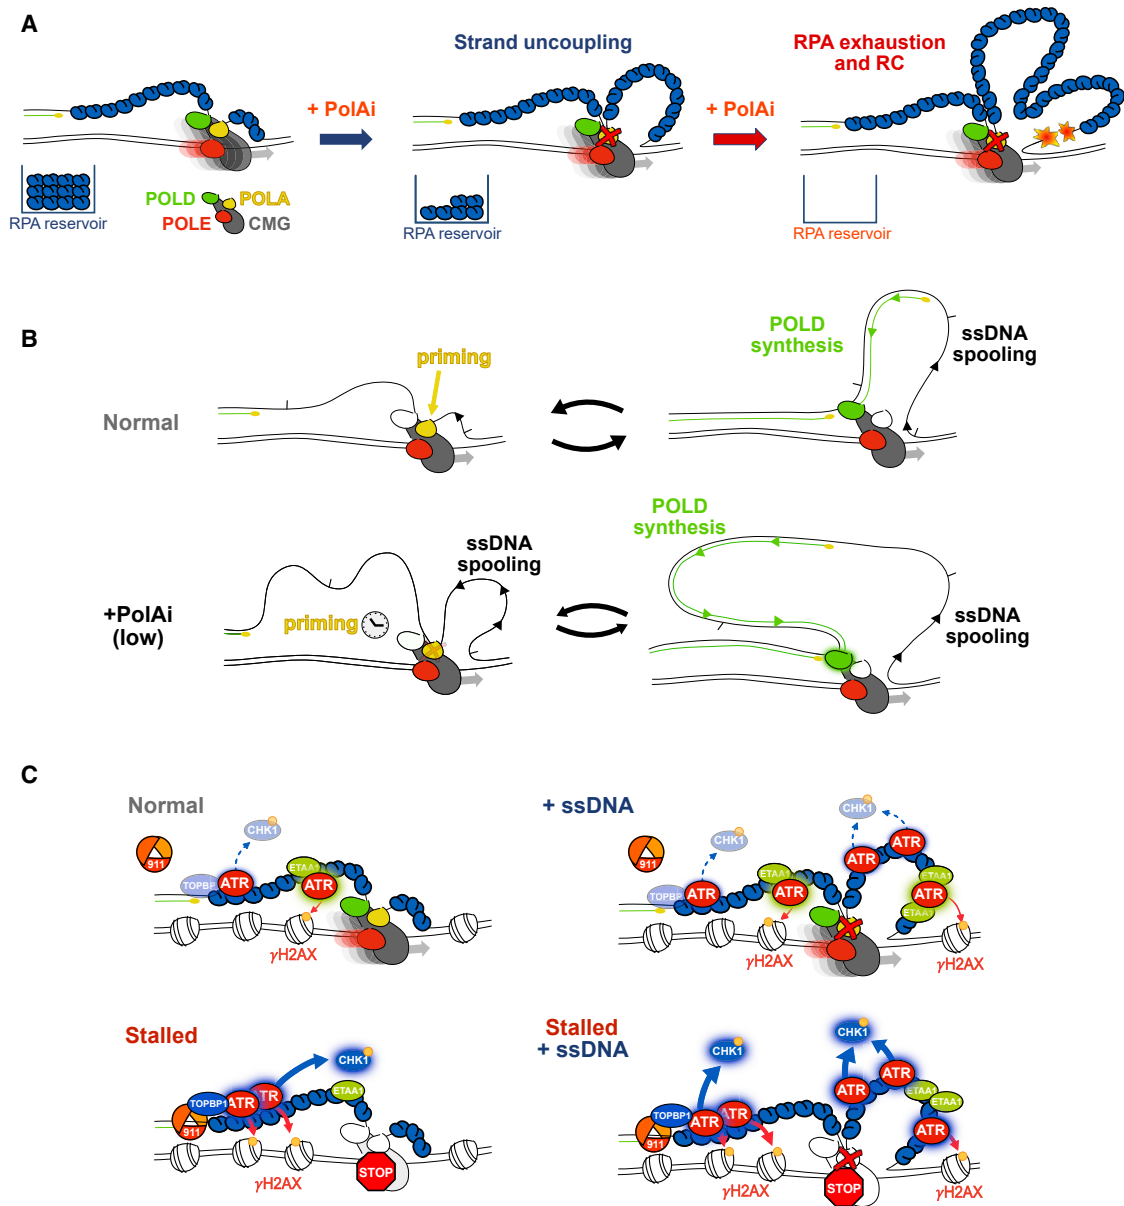 A
Strand uncoupling
RPA exhaustion
and RC
+ PolAi
+ PolAi
RPA reservoir
POLD
POLA
POLE
CMG
RPA reservoir
RPA reservoir
B
Normal
priming
POLD
synthesis
ssDNA
spooling
+PolAi
(low)
priming
ssDNA
spooling
POLD
synthesis
ssDNA
spooling
C
Normal
911
CHK1
TOPBP
ATR
ETAA1
ATR
γH2AX
+ ssDNA
911
CHK1
CHK1
TOPBP
ATR
ETAA1
ATR
ATR
ATR
ETAA1
ATR
ETAA1
γH2AX
γH2AX
Stalled
CHK1
TOPBP1
ATR
ATR
ETAA1
911
STOP
γH2AX
Stalled
+ ssDNA
CHK1
CHK1
TOPBP1
ATR
ATR
911
ATR
ATR
ETAA1
ETAA1
ATR
STOP
γH2AX
γH2AX